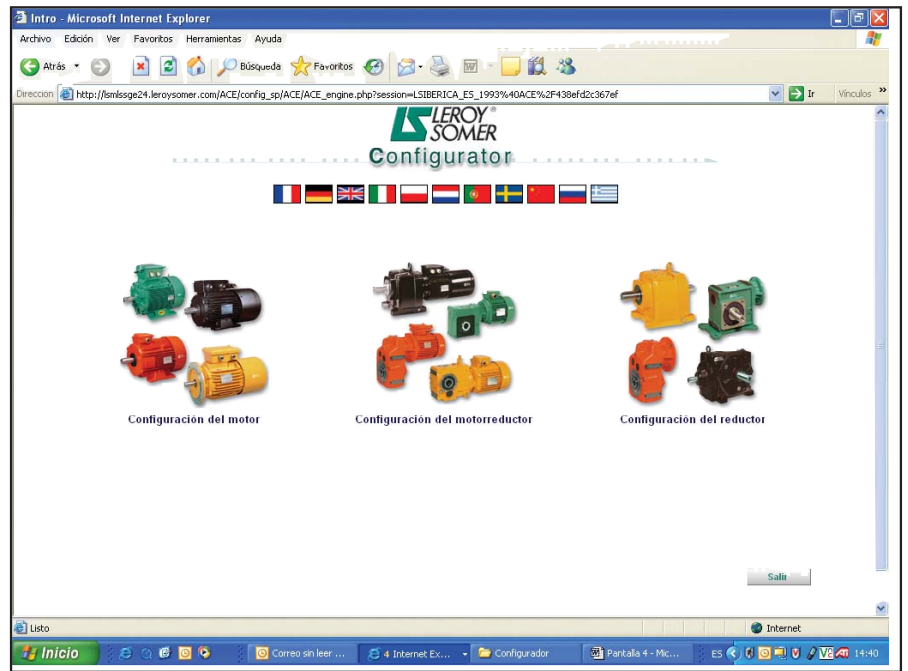 Intro - Microsoft Internet Explorer
Archivo Edición Ver Favoritos Herramientas Ayuda
Atrás Búsqueda Favoritos
Direccion http://lsmlssge24.leroysomer.com/ACE/config_sp/ACE/ACE_engine.php?session=LSIBERICA_ES_1993%40ACE%2F438efd2c367ef Ir Vínculos »
LEROY®
SOMER
Configurator
Configuración del motor Configuración del motorreductor Configuración del reductor
Salir
Listo Internet
Inicio Correo sin leer ... 4 Internet Ex... Configurador Pantalla 4 - Mic... ES 14:40